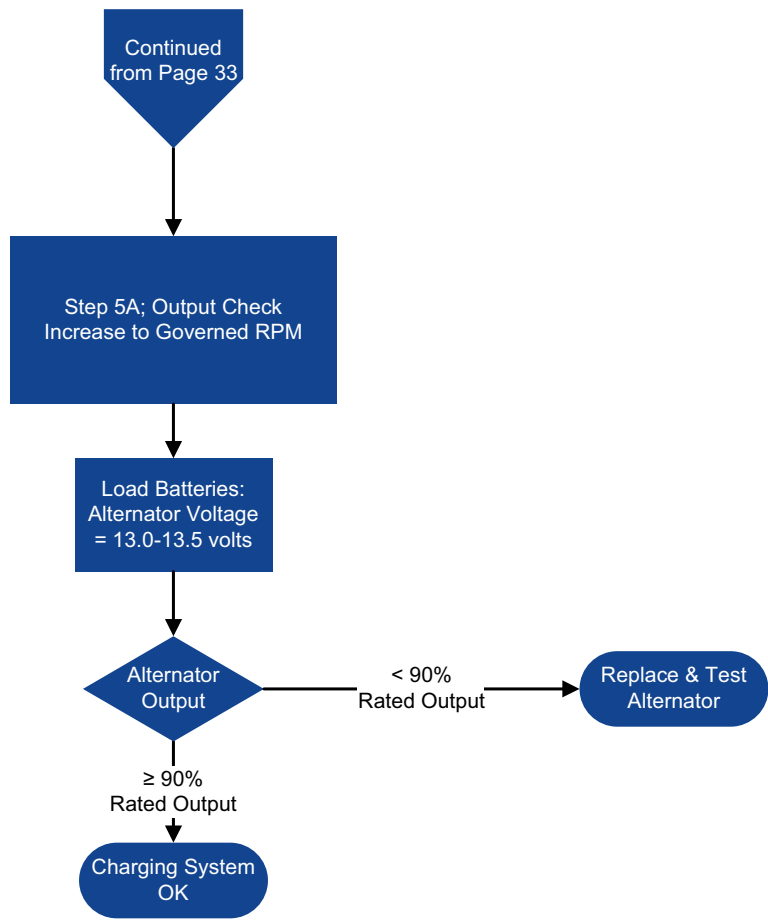 Continued
from Page 33
Step 5A; Output Check
Increase to Governed RPM
Load Batteries:
Alternator Voltage
= 13.0-13.5 volts
Alternator
Output
< 90%
Rated Output
Replace & Test
Alternator
≥ 90%
Rated Output
Charging System
OK